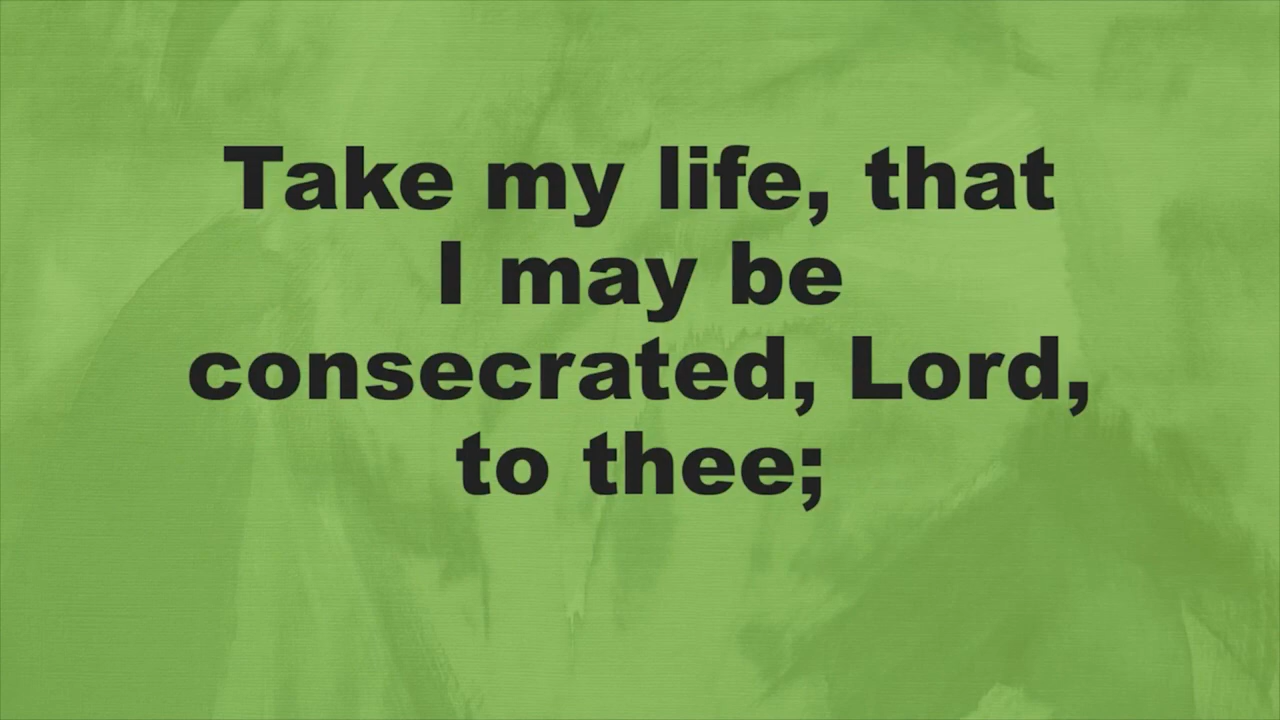 Take my life, that
I may be
consecrated, Lord,
to thee;